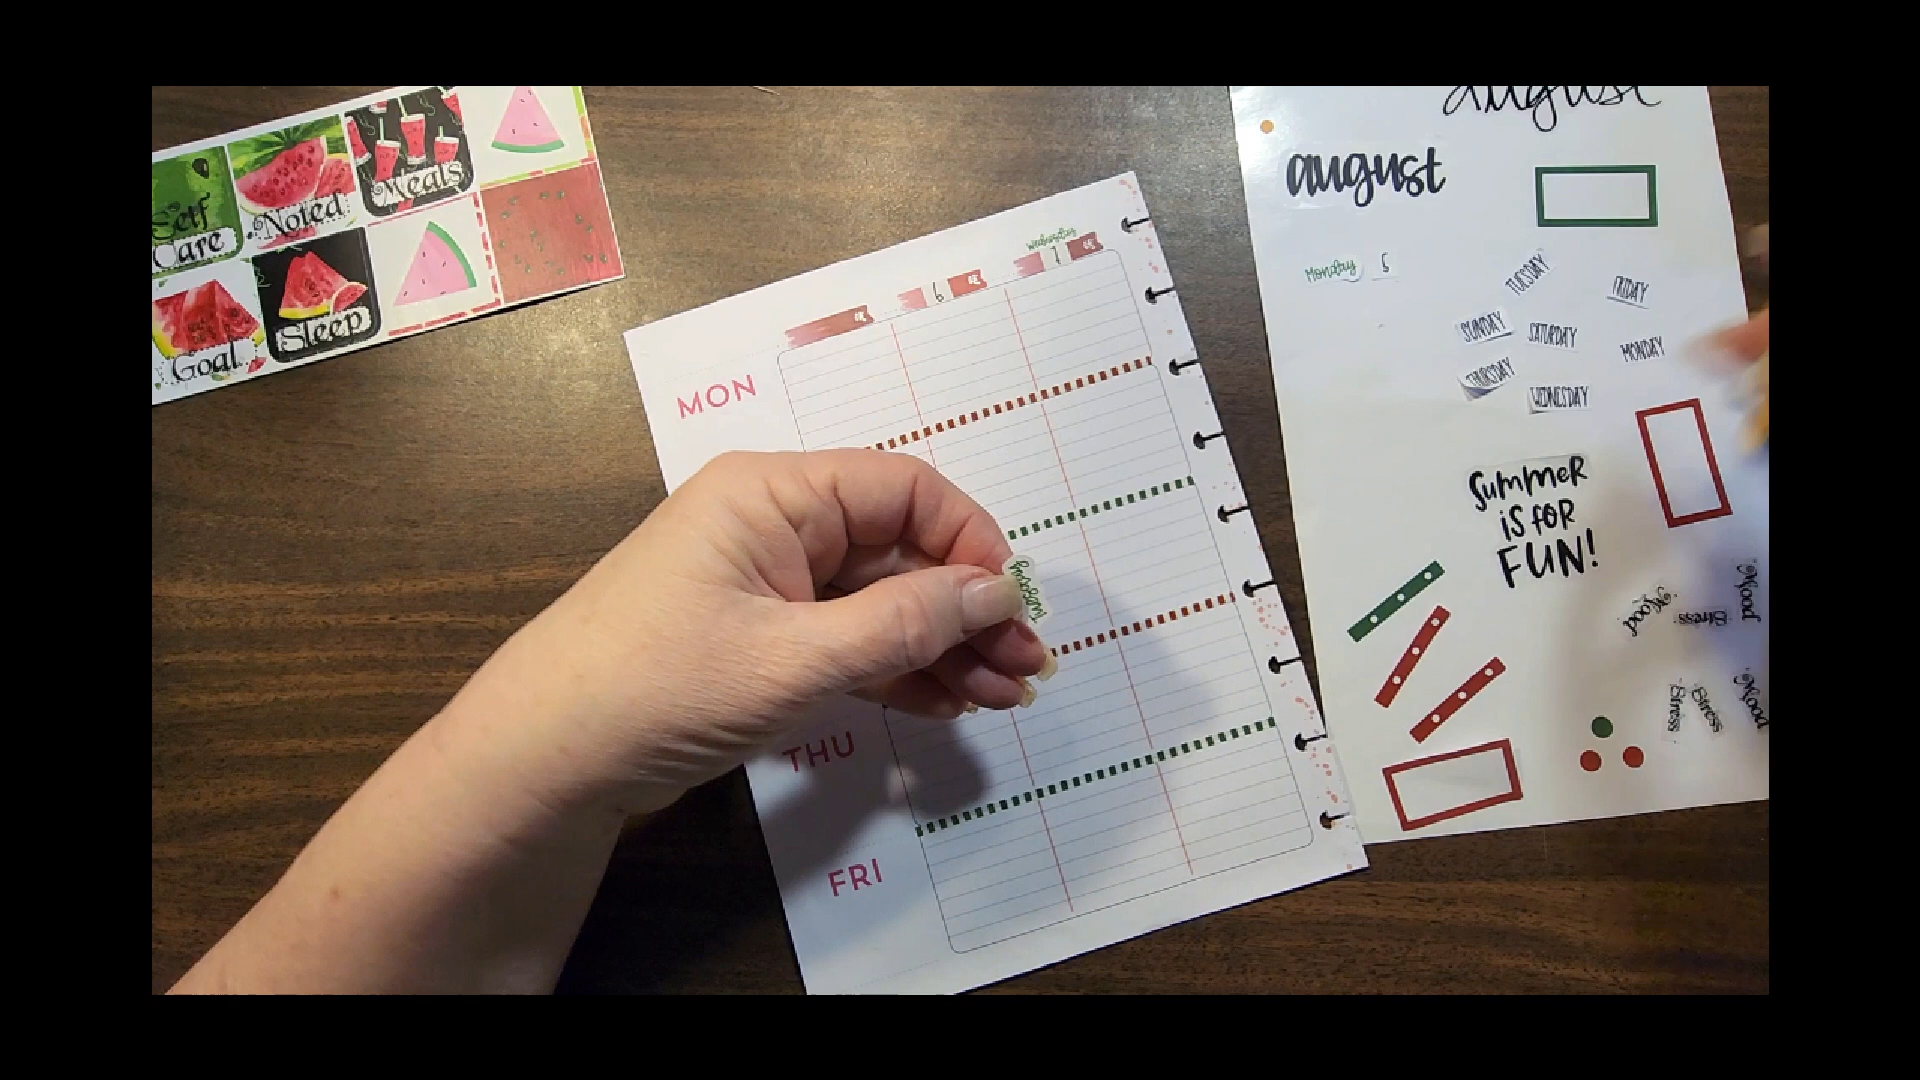 Self
Care
Noted
Meals
Goal
Sleep
MON
THU
FRI
6
Wednesday
7
august
august
Monday
5
TUESDAY
FRIDAY
SUNDAY
SATURDAY
MONDAY
THURSDAY
WEDNESDAY
SUMMER
IS FOR
FUN!
Mood
Mood
Stress
Stress
Stress
Mood